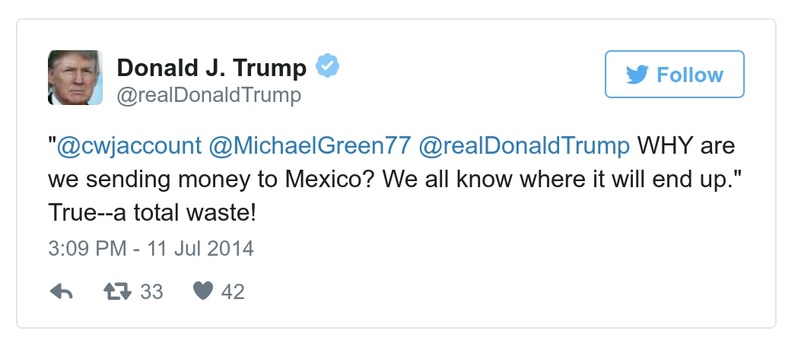 Donald J. Trump
@realDonaldTrump
Follow
"@cwjaccount @MichaelGreen77 @realDonaldTrump WHY are
we sending money to Mexico? We all know where it will end up."
True--a total waste!
3:09 PM - 11 Jul 2014
33 42